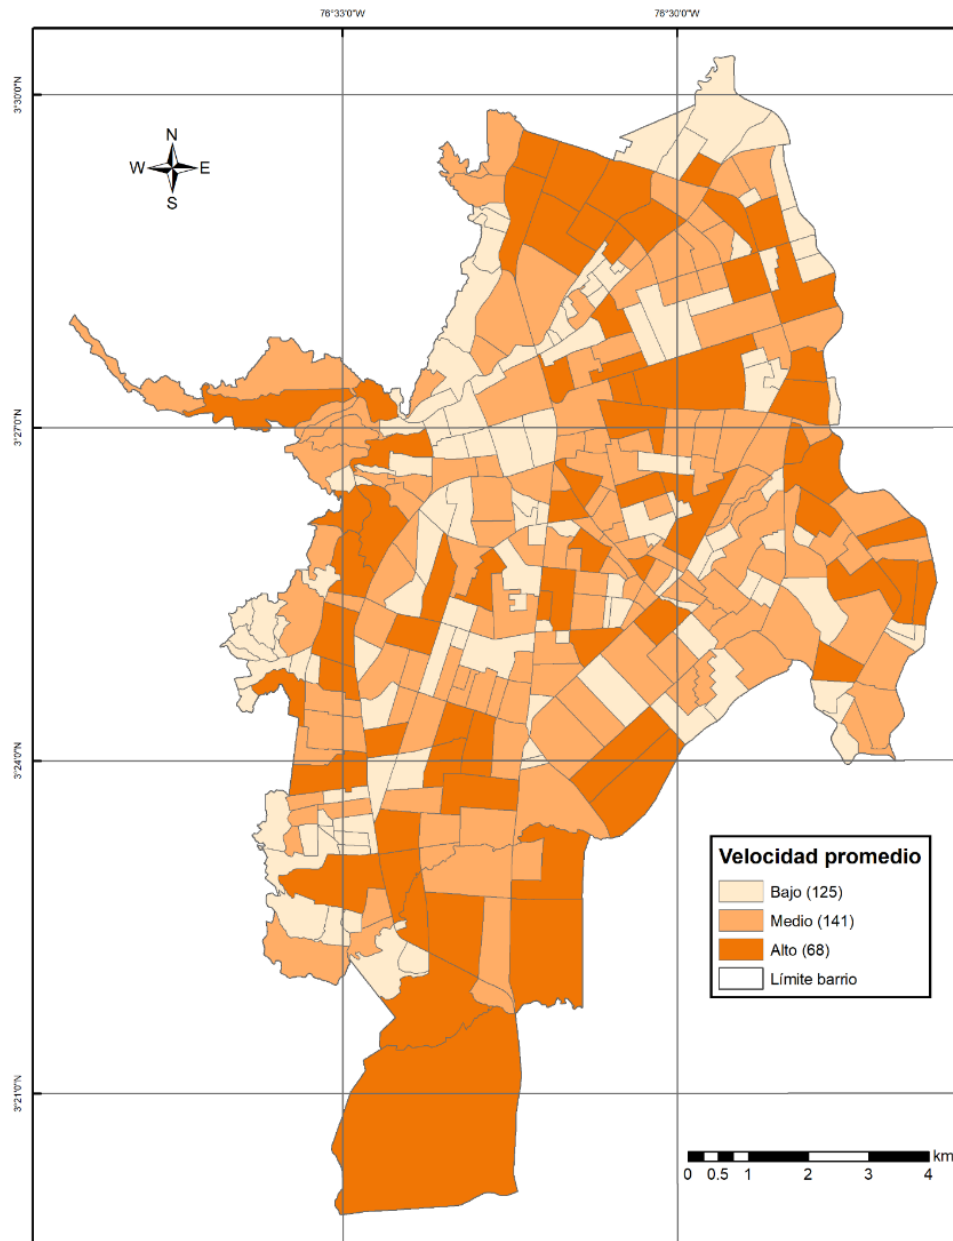 76°33'0"W
76°30'0"W
3°30'0"N
3°27'0"N
3°24'0"N
3°21'0"N
N
W
E
S
Velocidad promedio
Bajo (125)
Medio (141)
Alto (68)
Límite barrio
km
0 0.5 1 2 3 4